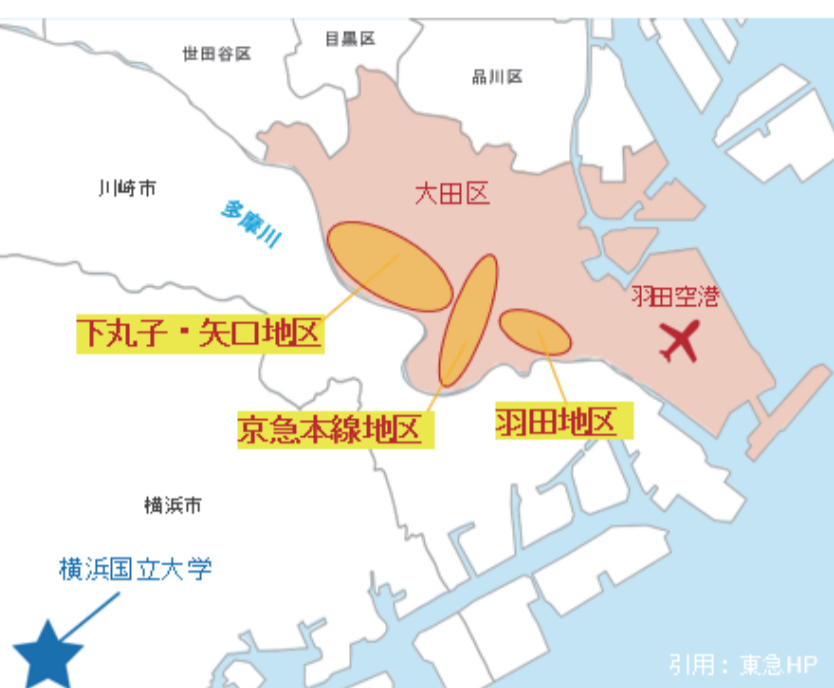 目黒区
世田谷区
品川区
川崎市
大田区
多摩川
羽田空港
下丸子・矢口地区
京急本線地区
羽田地区
横浜市
横浜国立大学
引用：東急HP